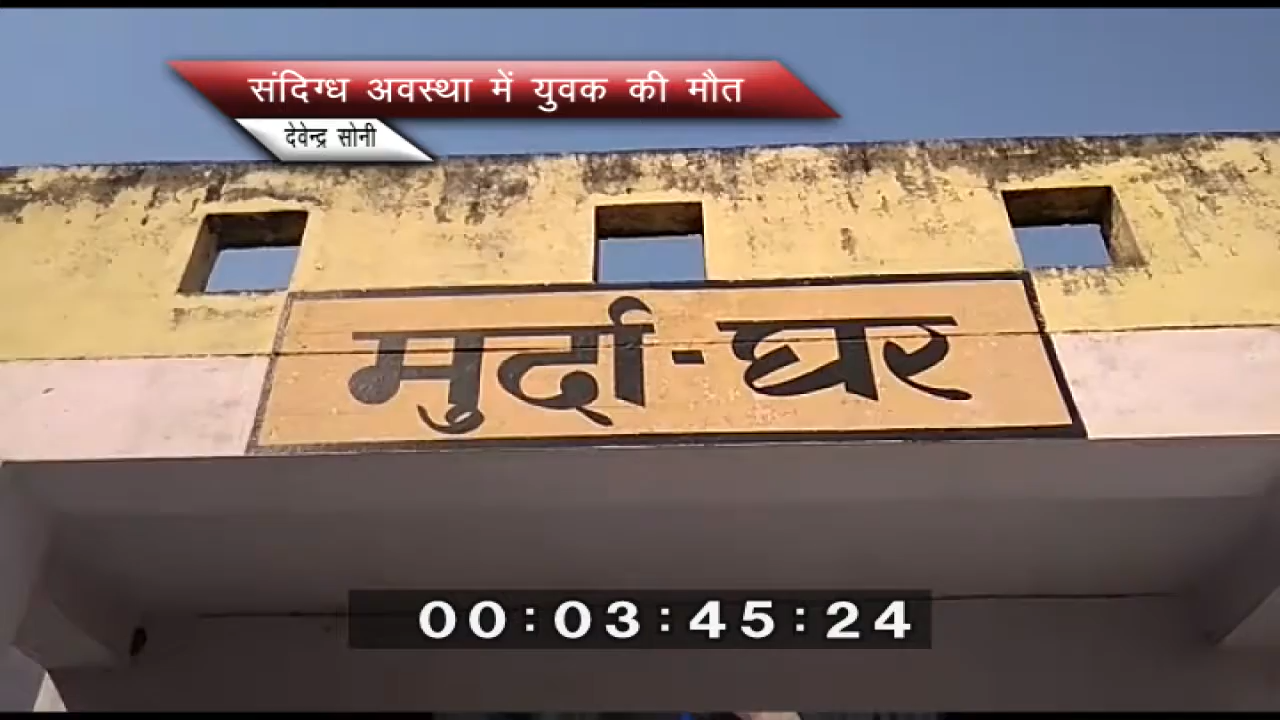 संदिग्ध अवस्था में युवक की मौत
देवेन्द्र सोनी
मुर्दा-घर
00:03:45:24